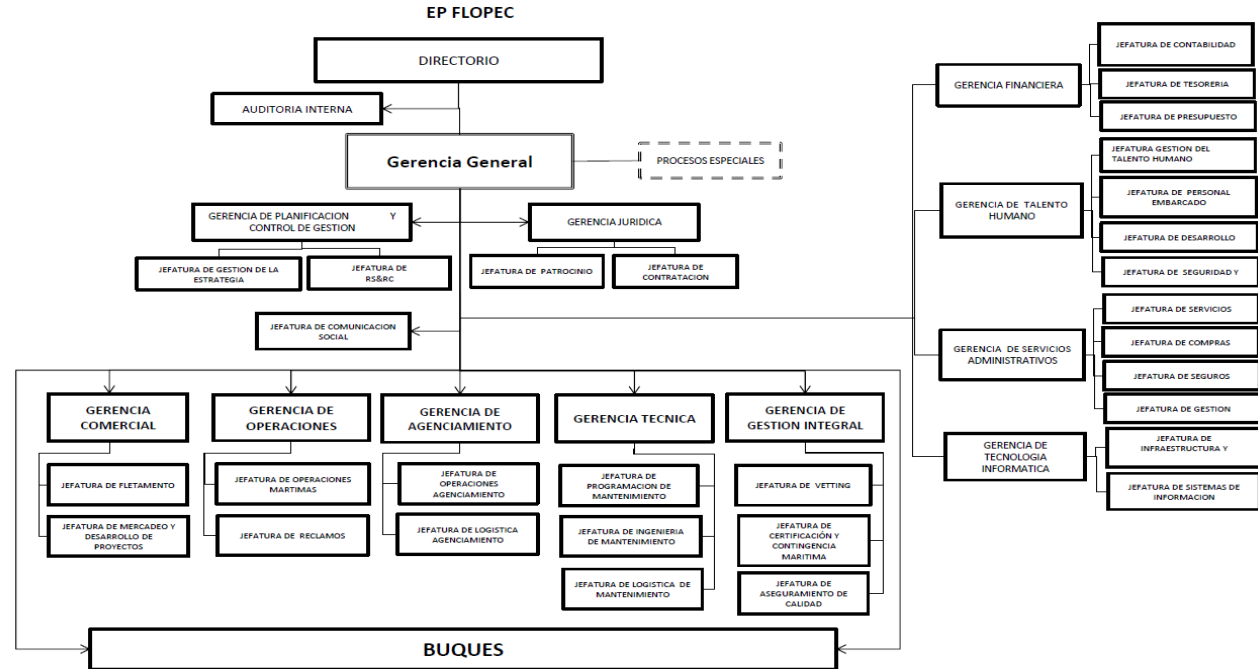 EP FLOPEC
DIRECTORIO
AUDITORIA INTERNA
Gerencia General
PROCESOS ESPECIALES
GERENCIA DE PLANIFICACION Y
CONTROL DE GESTION
GERENCIA JURIDICA
JEFATURA DE GESTION DE LA
ESTRATEGIA
JEFATURA DE
RS&RC
JEFATURA DE PATROCINIO
JEFATURA DE
CONTRATACION
JEFATURA DE COMUNICACION
SOCIAL
GERENCIA
COMERCIAL
GERENCIA DE
OPERACIONES
GERENCIA DE
AGENCIAMIENTO
GERENCIA TECNICA
GERENCIA DE
GESTION INTEGRAL
JEFATURA DE FLETAMENTO
JEFATURA DE MERCADEO Y
DESARROLLO DE
PROYECTOS
JEFATURA DE OPERACIONES
MARTIMAS
JEFATURA DE RECLAMOS
JEFATURA DE
OPERACIONES
AGENCIAMIENTO
JEFATURA DE LOGISTICA
AGENCIAMIENTO
JEFATURA DE
PROGRAMACION DE
MANTENIMIENTO
JEFATURA DE INGENIERIA
DE MANTENIMIENTO
JEFATURA DE LOGISTICA DE
MANTENIMIENTO
JEFATURA DE VETTING
JEFATURA DE
CERTIFICACIÓN Y
CONTINGENCIA
MARITIMA
JEFATURA DE
ASEGURAMIENTO DE
CALIDAD
BUQUES
GERENCIA FINANCIERA
JEFATURA DE CONTABILIDAD
JEFATURA DE TESORERIA
JEFATURA DE PRESUPUESTO
GERENCIA DE TALENTO
HUMANO
JEFATURA GESTION DEL
TALENTO HUMANO
JEFATURA DE PERSONAL
EMBARCADO
JEFATURA DE DESARROLLO
JEFATURA DE SEGURIDAD Y
GERENCIA DE SERVICIOS
ADMINISTRATIVOS
JEFATURA DE SERVICIOS
JEFATURA DE COMPRAS
JEFATURA DE SEGUROS
JEFATURA DE GESTION
GERENCIA DE
TECNOLOGIA
INFORMATICA
JEFATURA DE
INFRAESTRUCTURA Y
JEFATURA DE SISTEMAS DE
INFORMACION